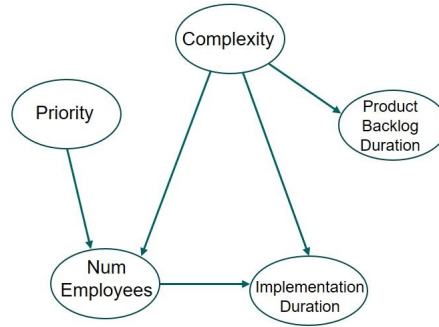 Complexity
Priority
Product
Backlog
Duration
Num
Employees
Implementation
Duration